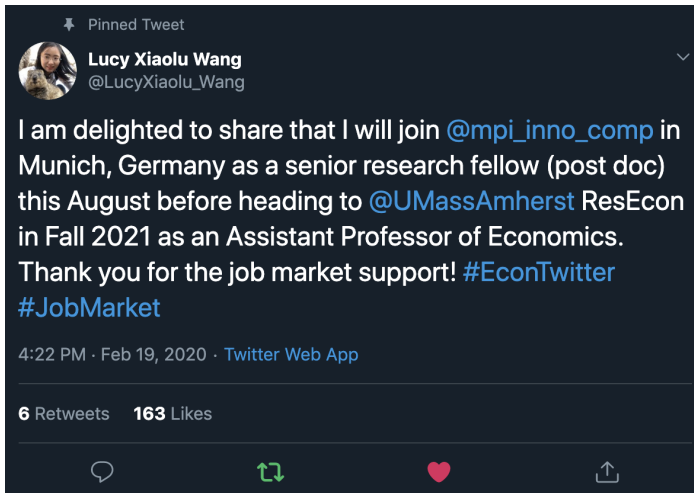 Pinned Tweet
Lucy Xiaolu Wang
@LucyXiaolu_Wang
I am delighted to share that I will join @mpi_inno_comp in
Munich, Germany as a senior research fellow (post doc)
this August before heading to @UMassAmherst ResEcon
in Fall 2021 as an Assistant Professor of Economics.
Thank you for the job market support! #EconTwitter
#JobMarket
4:22 PM · Feb 19, 2020 · Twitter Web App
6 Retweets 163 Likes